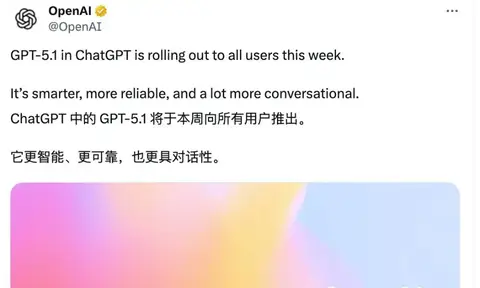 OpenAI
@OpenAI
GPT-5.1 in ChatGPT is rolling out to all users this week.
It’s smarter, more reliable, and a lot more conversational.
ChatGPT 中的 GPT-5.1 将于本周向所有用户推出。
它更智能、更可靠，也更具对话性。